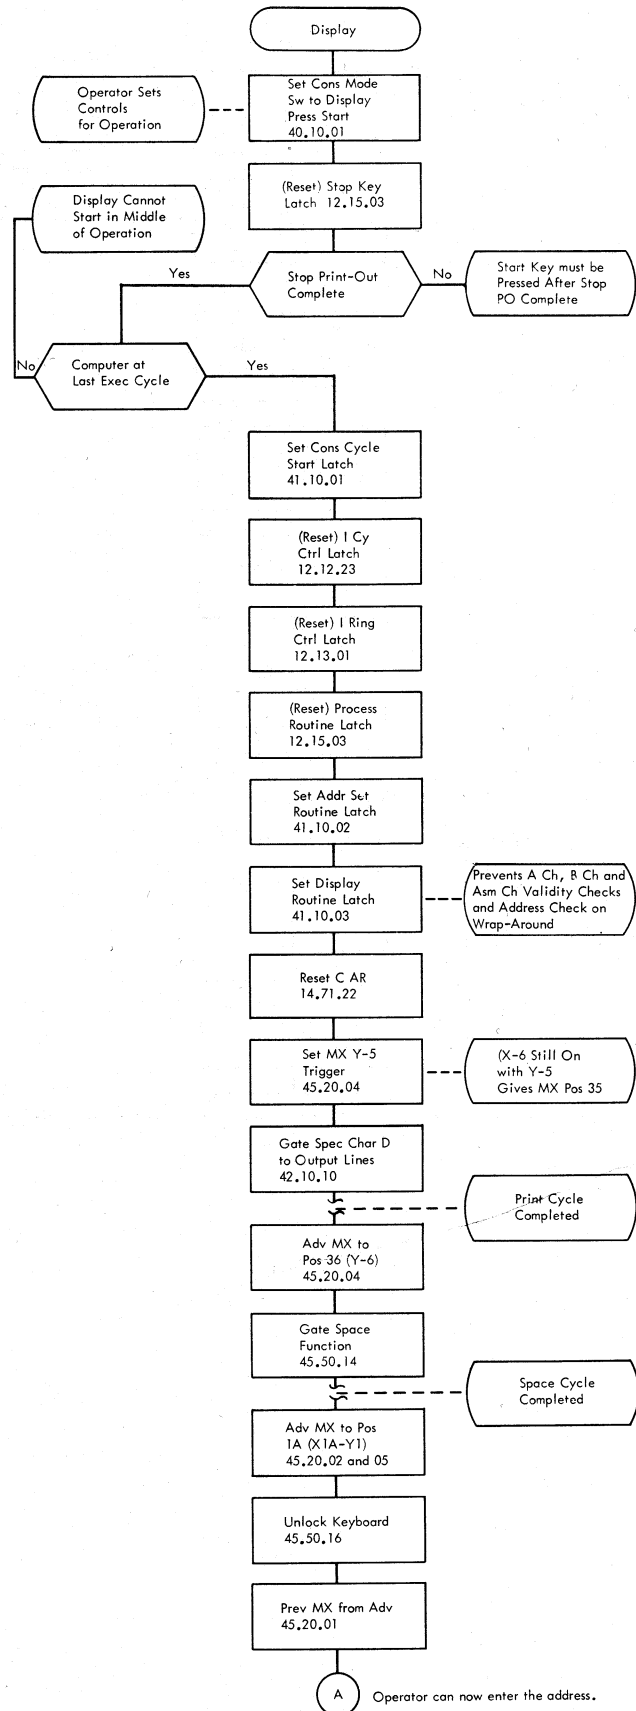 Display
Operator Sets
Controls
for Operation
Set Cons Mode
Sw to Display
Press Start
40.10.01
(Reset) Stop Key
Latch 12.15.03
Display Cannot
Start in Middle
of Operation
Yes
Stop Print-Out
Complete
No
Start Key must be
Pressed After Stop
PO Complete
No
Computer at
Last Exec Cycle
Yes
Set Cons Cycle
Start Latch
41.10.01
(Reset) I Cy
Ctrl Latch
12.12.23
(Reset) I Ring
Ctrl Latch
12.13.01
(Reset) Process
Routine Latch
12.15.03
Set Addr Set
Routine Latch
41.10.02
Set Display
Routine Latch
41.10.03
Prevents A Ch, B Ch and
Asm Ch Validity Checks
and Address Check on
Wrap-Around
Reset C AR
14.71.22
Set MX Y-5
Trigger
45.20.04
(X-6 Still On
with Y-5
Gives MX Pos 35
Gate Spec Char D
to Output Lines
42.10.10
Print Cycle
Completed
Adv MX to
Pos 36 (Y-6)
45.20.04
Gate Space
Function
45.50.14
Space Cycle
Completed
Adv MX to Pos
1A (X1A-Y1)
45.20.02 and 05
Unlock Keyboard
45.50.16
Prev MX from Adv
45.20.01
A
Operator can now enter the address.